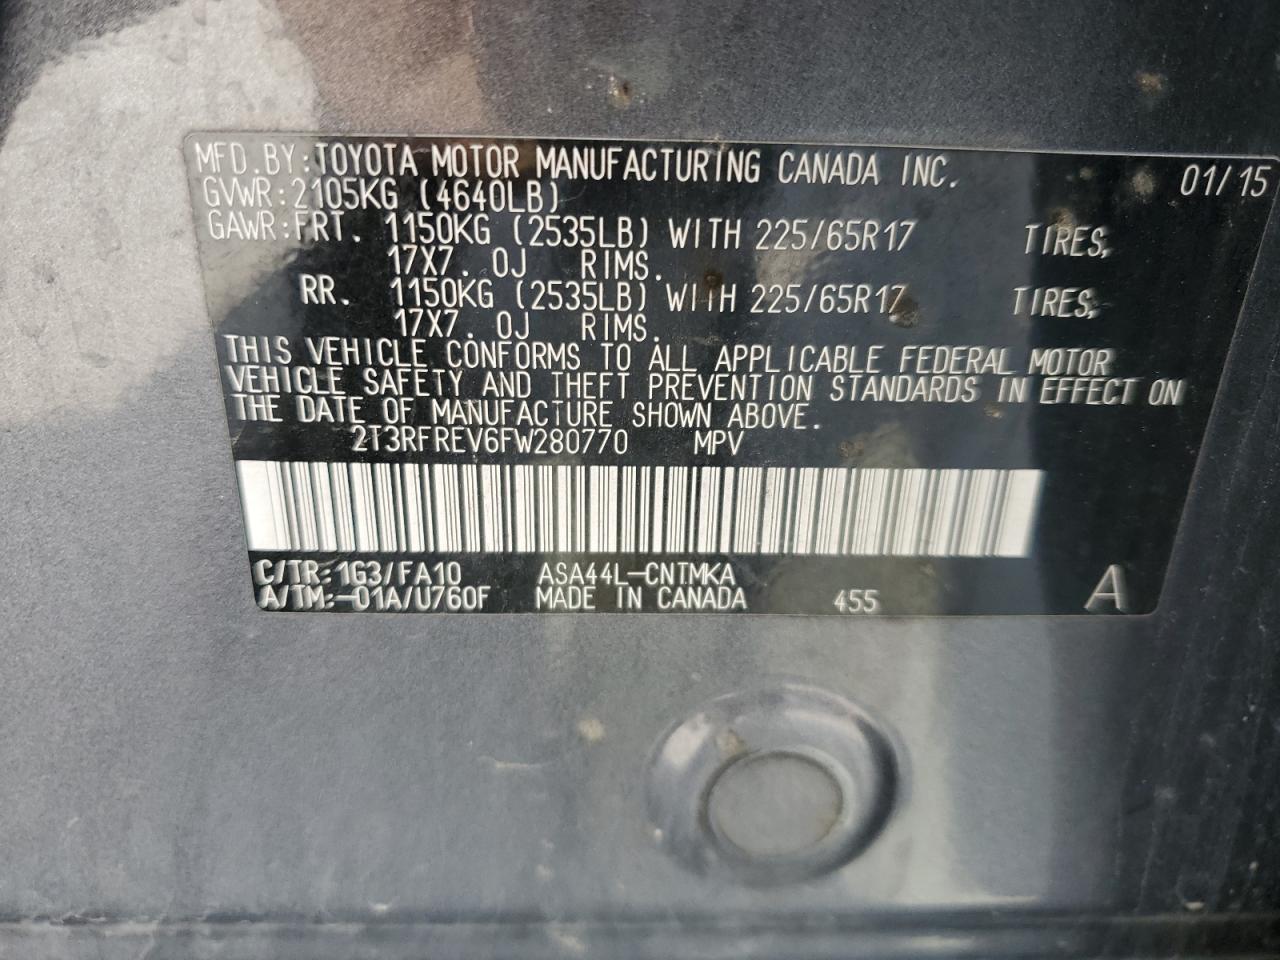 MFD.BY:TOYOTA MOTOR MANUFACTURING CANADA INC. 01/15
GVWR:2105KG (4640LB)
GAWR:FRT. 1150KG (2535LB) WITH 225/65R17 TIRES,
17X7.0J RIMS.
RR. 1150KG (2535LB) WITH 225/65R17 TIRES,
17X7.0J RIMS.
THIS VEHICLE CONFORMS TO ALL APPLICABLE FEDERAL MOTOR
VEHICLE SAFETY AND THEFT PREVENTION STANDARDS IN EFFECT ON
THE DATE OF MANUFACTURE SHOWN ABOVE.
2T3RFREV6FW280770 MPV
C/TR:1G3/FA10 ASA44L-CNTMKA
A/TM:-01A/U760F MADE IN CANADA 455 A